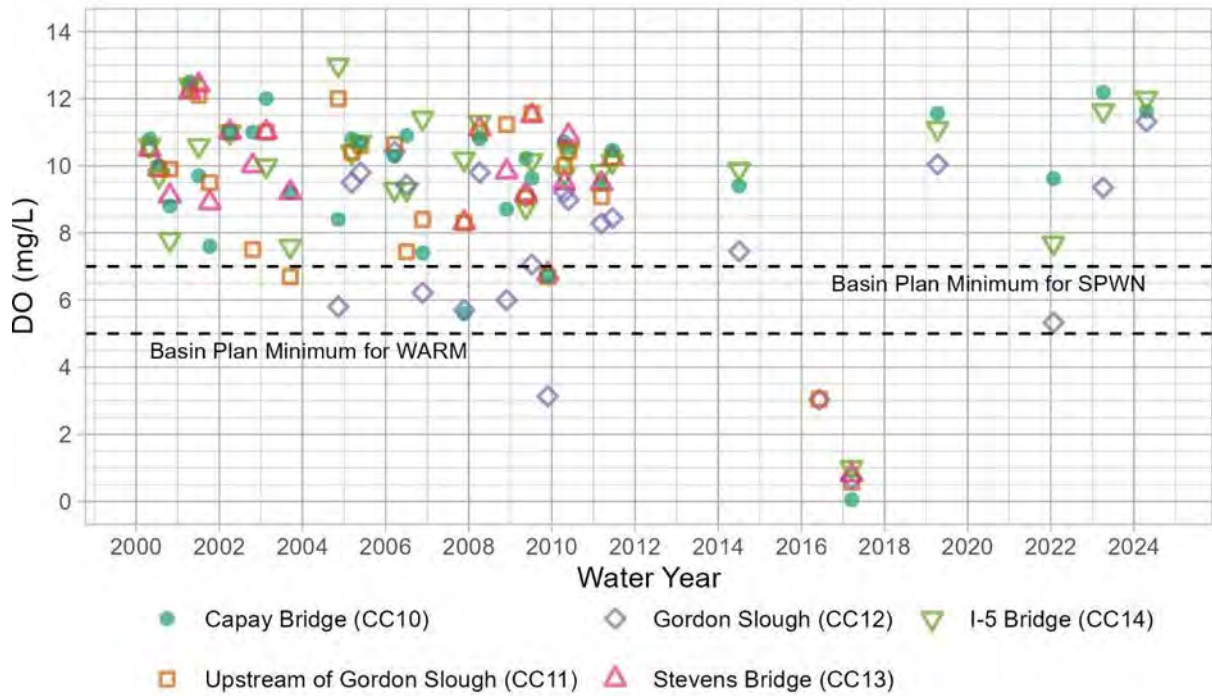 14
12
10
8
6
4
2
0
DO (mg/L)
Basin Plan Minimum for SPWN
Basin Plan Minimum for WARM
2000 2002 2004 2006 2008 2010 2012 2014 2016 2018 2020 2022 2024
Water Year
Capay Bridge (CC10) Gordon Slough (CC12) I-5 Bridge (CC14)
Upstream of Gordon Slough (CC11) Stevens Bridge (CC13)